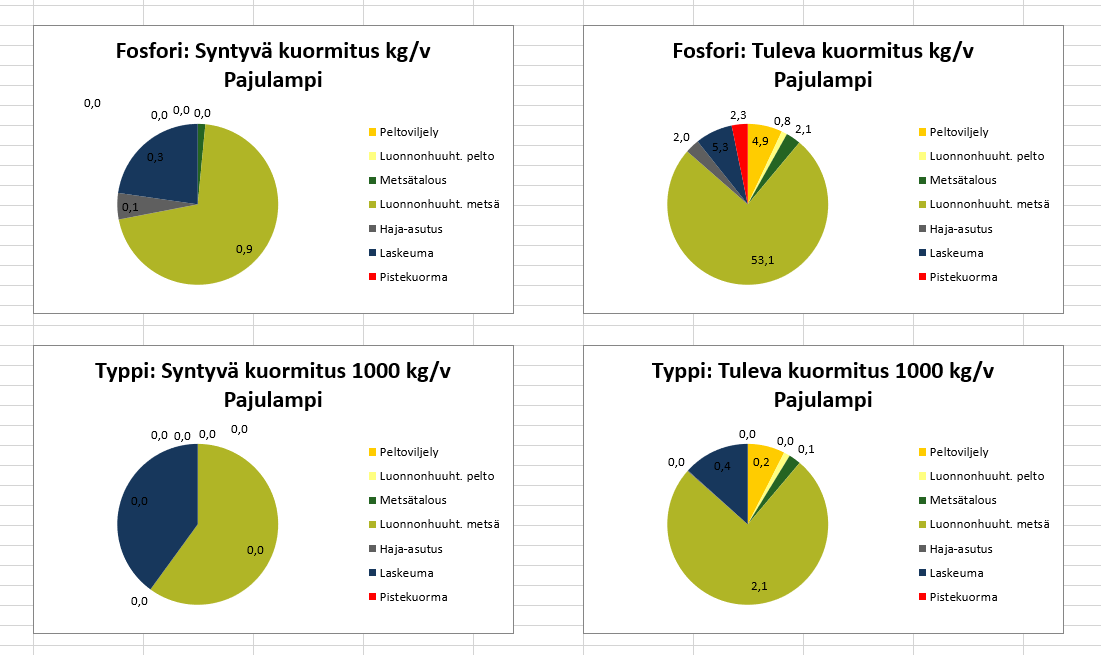 Fosfori: Syntyvä kuormitus kg/v
Pajulampi
0,0
0,0
0,0
0,0
0,3
0,1
0,9
Peltoviljely
Luonnonhuuht. pelto
Metsätalous
Luonnonhuuht. metsä
Haja-asutus
Laskeuma
Pistekuorma
Fosfori: Tuleva kuormitus kg/v
Pajulampi
2,3
0,8
2,1
2,0
5,3
4,9
53,1
Peltoviljely
Luonnonhuuht. pelto
Metsätalous
Luonnonhuuht. metsä
Haja-asutus
Laskeuma
Pistekuorma
Typpi: Syntyvä kuormitus 1000 kg/v
Pajulampi
0,0
0,0
0,0
0,0
0,0
0,0
0,0
Peltoviljely
Luonnonhuuht. pelto
Metsätalous
Luonnonhuuht. metsä
Haja-asutus
Laskeuma
Pistekuorma
Typpi: Tuleva kuormitus 1000 kg/v
Pajulampi
0,0
0,0
0,1
0,0
0,4
0,2
2,1
Peltoviljely
Luonnonhuuht. pelto
Metsätalous
Luonnonhuuht. metsä
Haja-asutus
Laskeuma
Pistekuorma